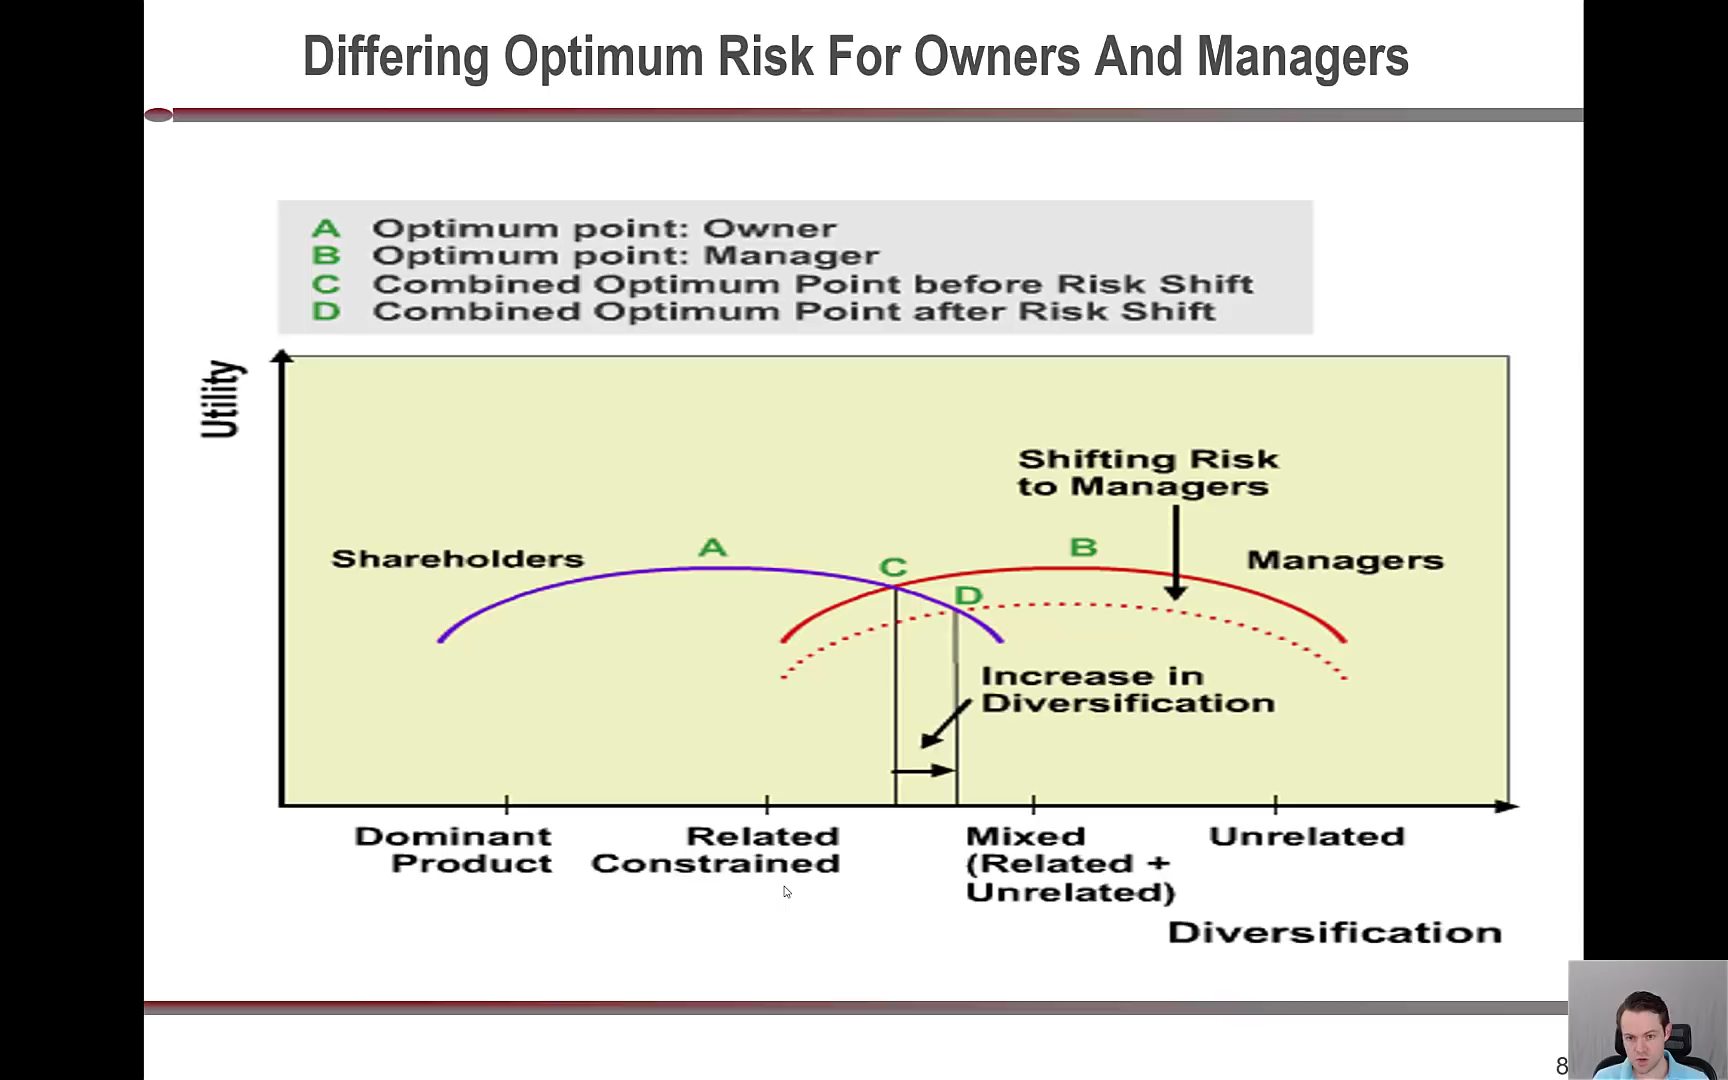 Differing Optimum Risk For Owners And Managers
A Optimum point: Owner
B Optimum point: Manager
C Combined Optimum Point before Risk Shift
D Combined Optimum Point after Risk Shift
Utility
Shifting Risk
to Managers
Shareholders
A
C
B
Managers
D
Increase in
Diversification
Dominant
Product
Related
Constrained
Mixed
(Related +
Unrelated)
Unrelated
Diversification
8